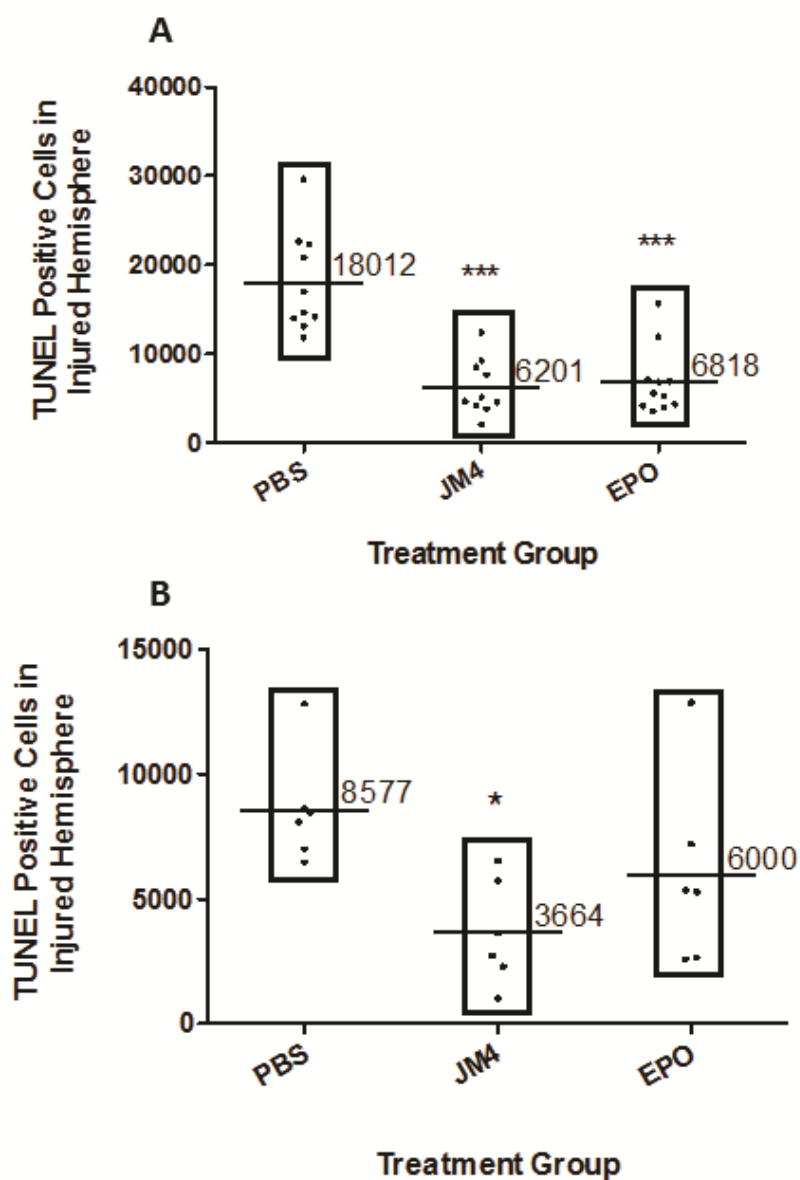 A
TUNEL Positive Cells in
Injured Hemisphere
40000
30000
20000
10000
0
18012
***
6201
***
6818
PBS
JM4
EPO
Treatment Group
B
TUNEL Positive Cells in
Injured Hemisphere
15000
10000
5000
0
8577
*
3664
6000
PBS
JM4
EPO
Treatment Group